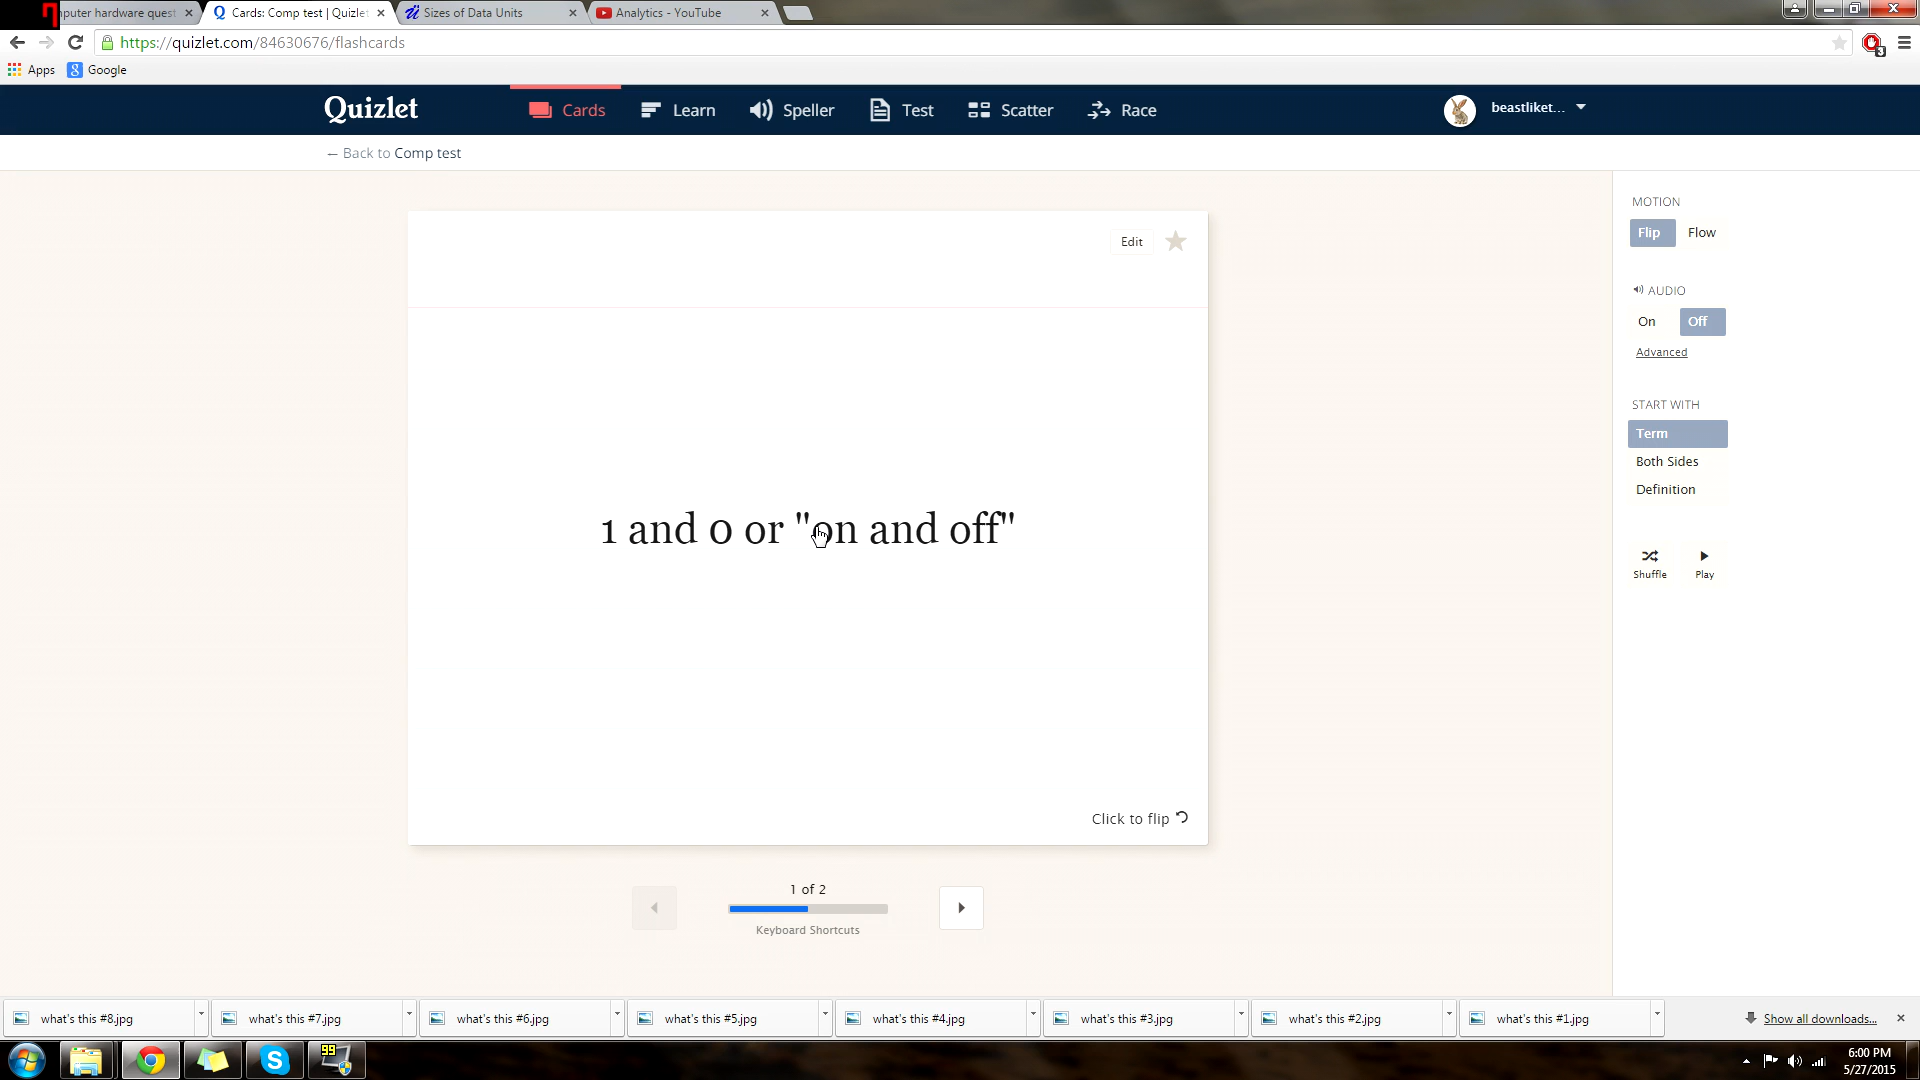 nputer hardware quest
Cards: Comp test | Quizlet
Sizes of Data Units
Analytics - YouTube
https://quizlet.com/84630676/flashcards
3
Apps
Google
Quizlet
Cards
Learn
Speller
Test
Scatter
Race
beastliket...
← Back to Comp test
Edit
1 and 0 or "on and off"
Click to flip
1 of 2
Keyboard Shortcuts
MOTION
Flip
Flow
AUDIO
On
Off
Advanced
START WITH
Term
Both Sides
Definition
Shuffle
Play
what's this #8.jpg
what's this #7.jpg
what's this #6.jpg
what's this #5.jpg
what's this #4.jpg
what's this #3.jpg
what's this #2.jpg
what's this #1.jpg
Show all downloads...
99
6:00 PM
5/27/2015